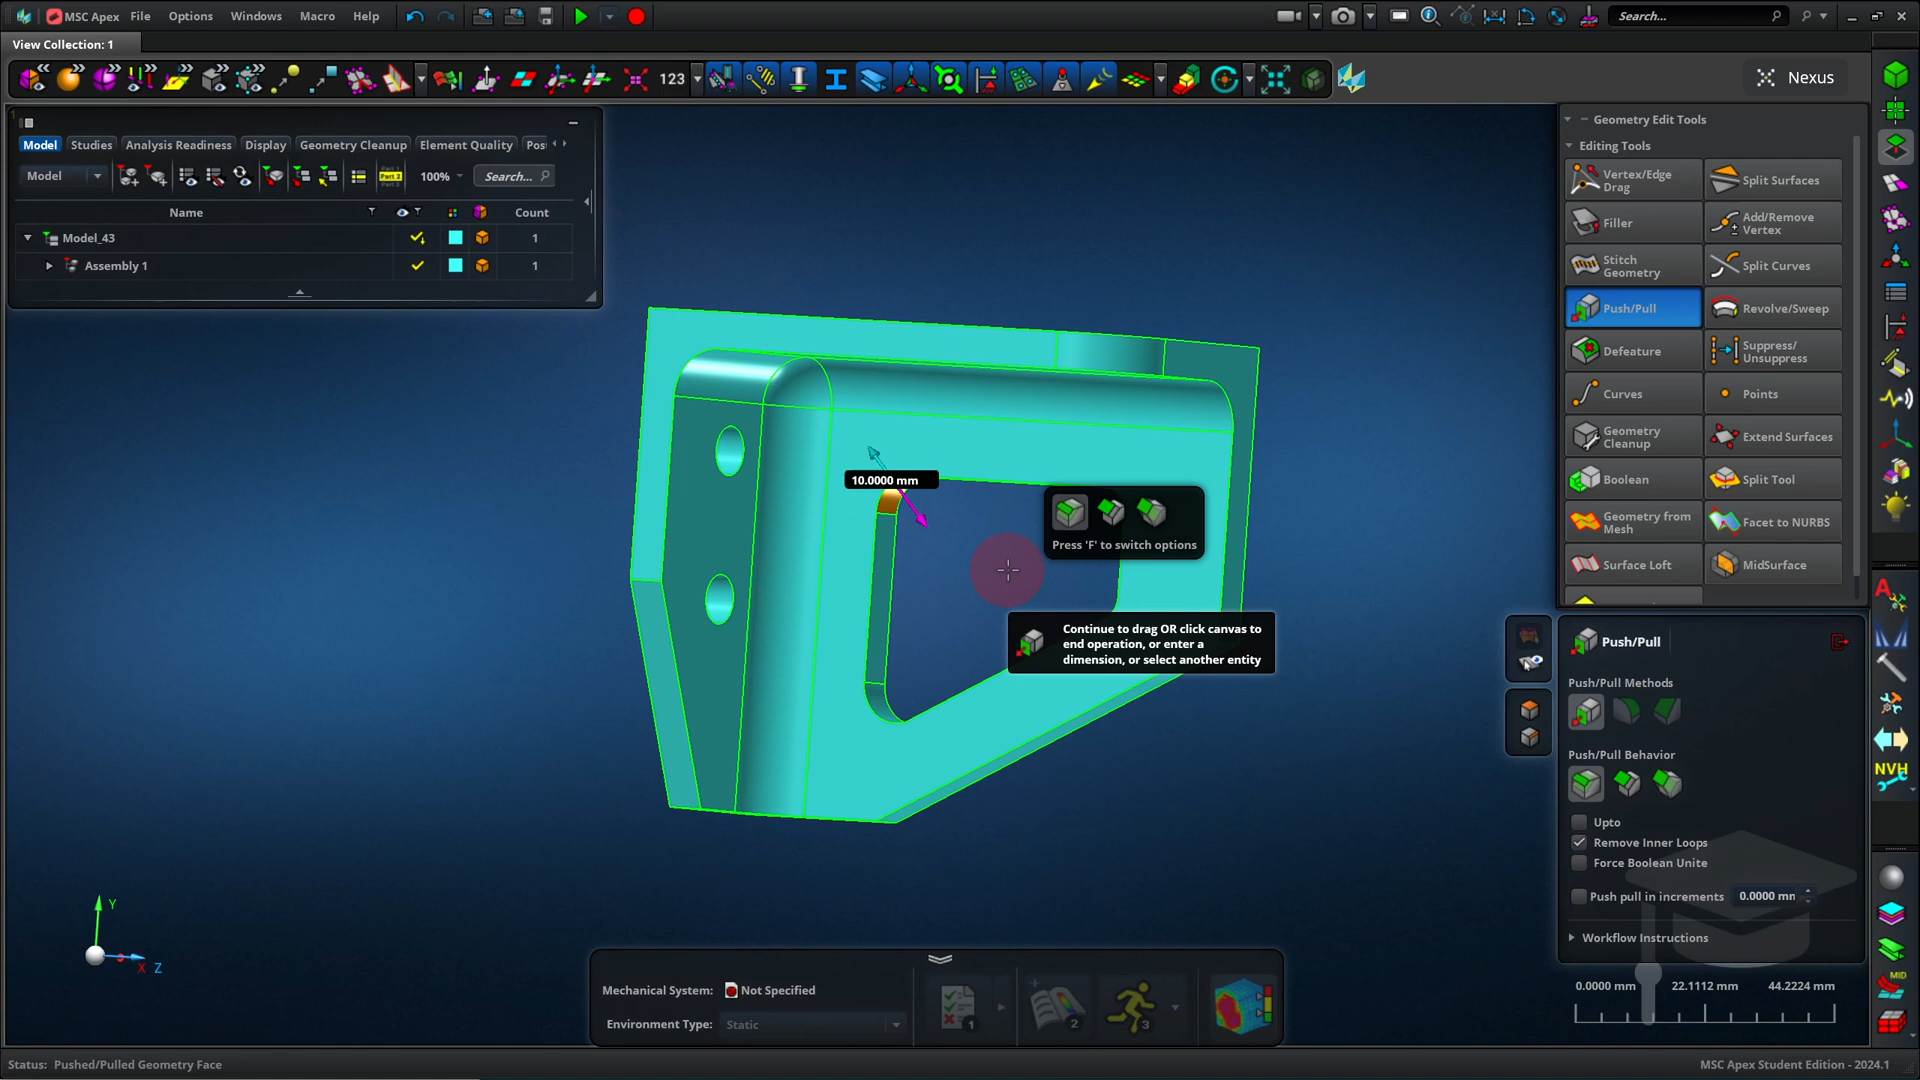 MSC Apex File Options Windows Macro Help Search...
View Collection: 1
123 Nexus
Model Studies Analysis Readiness Display Geometry Cleanup Element Quality Pos
Model 100% Search...
Name Count
Model_43 1
Assembly 1 1
Geometry Edit Tools
Editing Tools
Vertex/Edge
Drag
Split Surfaces
Filler
Add/Remove
Vertex
Stitch
Geometry
Split Curves
Push/Pull
Revolve/Sweep
Defeature
Suppress/
Unsuppress
Curves
Points
Geometry
Cleanup
Extend Surfaces
Boolean
Split Tool
Geometry from
Mesh
Facet to NURBS
Surface Loft
MidSurface
10.0000 mm
Press 'F' to switch options
Continue to drag OR click canvas to
end operation, or enter a
dimension, or select another entity
Push/Pull
Push/Pull Methods
Push/Pull Behavior
Upto
Remove Inner Loops
Force Boolean Unite
Push pull in increments 0.0000 mm
Workflow Instructions
0.0000 mm 22.1112 mm 44.2224 mm
NVH
MID
Y
X Z
Mechanical System: Not Specified
Environment Type: Static
1 2 3
Status: Pushed/Pulled Geometry Face
MSC Apex Student Edition - 2024.1